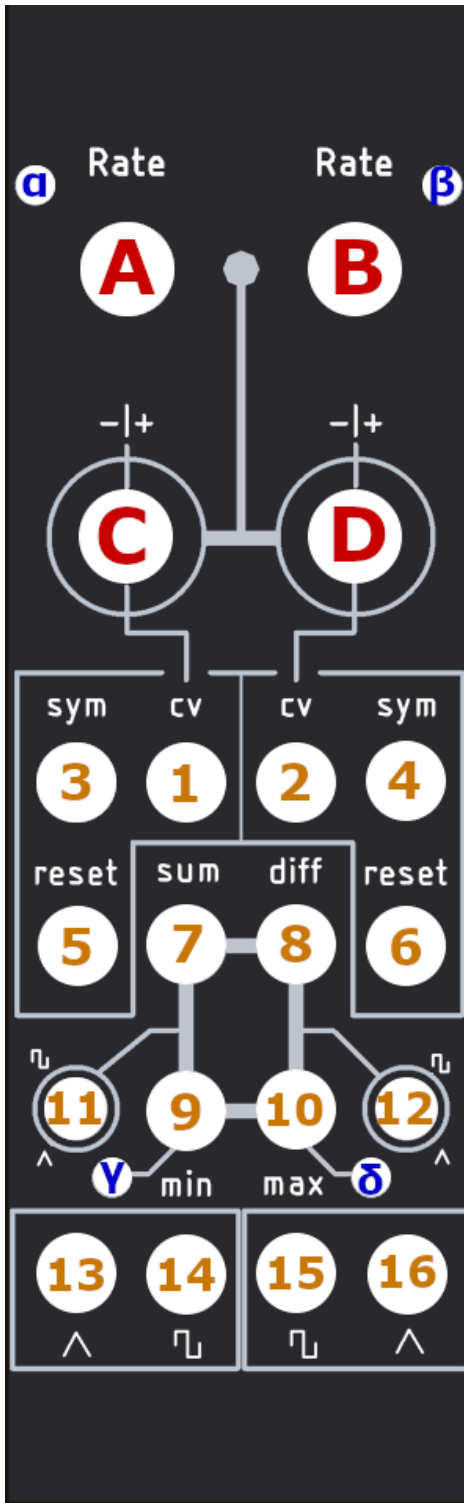 Rate Rate
α β
A B
-|+ -|+
C D
sym cv cv sym
3 1 2 4
reset sum diff reset
5 7 8 6
11 9 10 12
γ min max δ
13 14 15 16